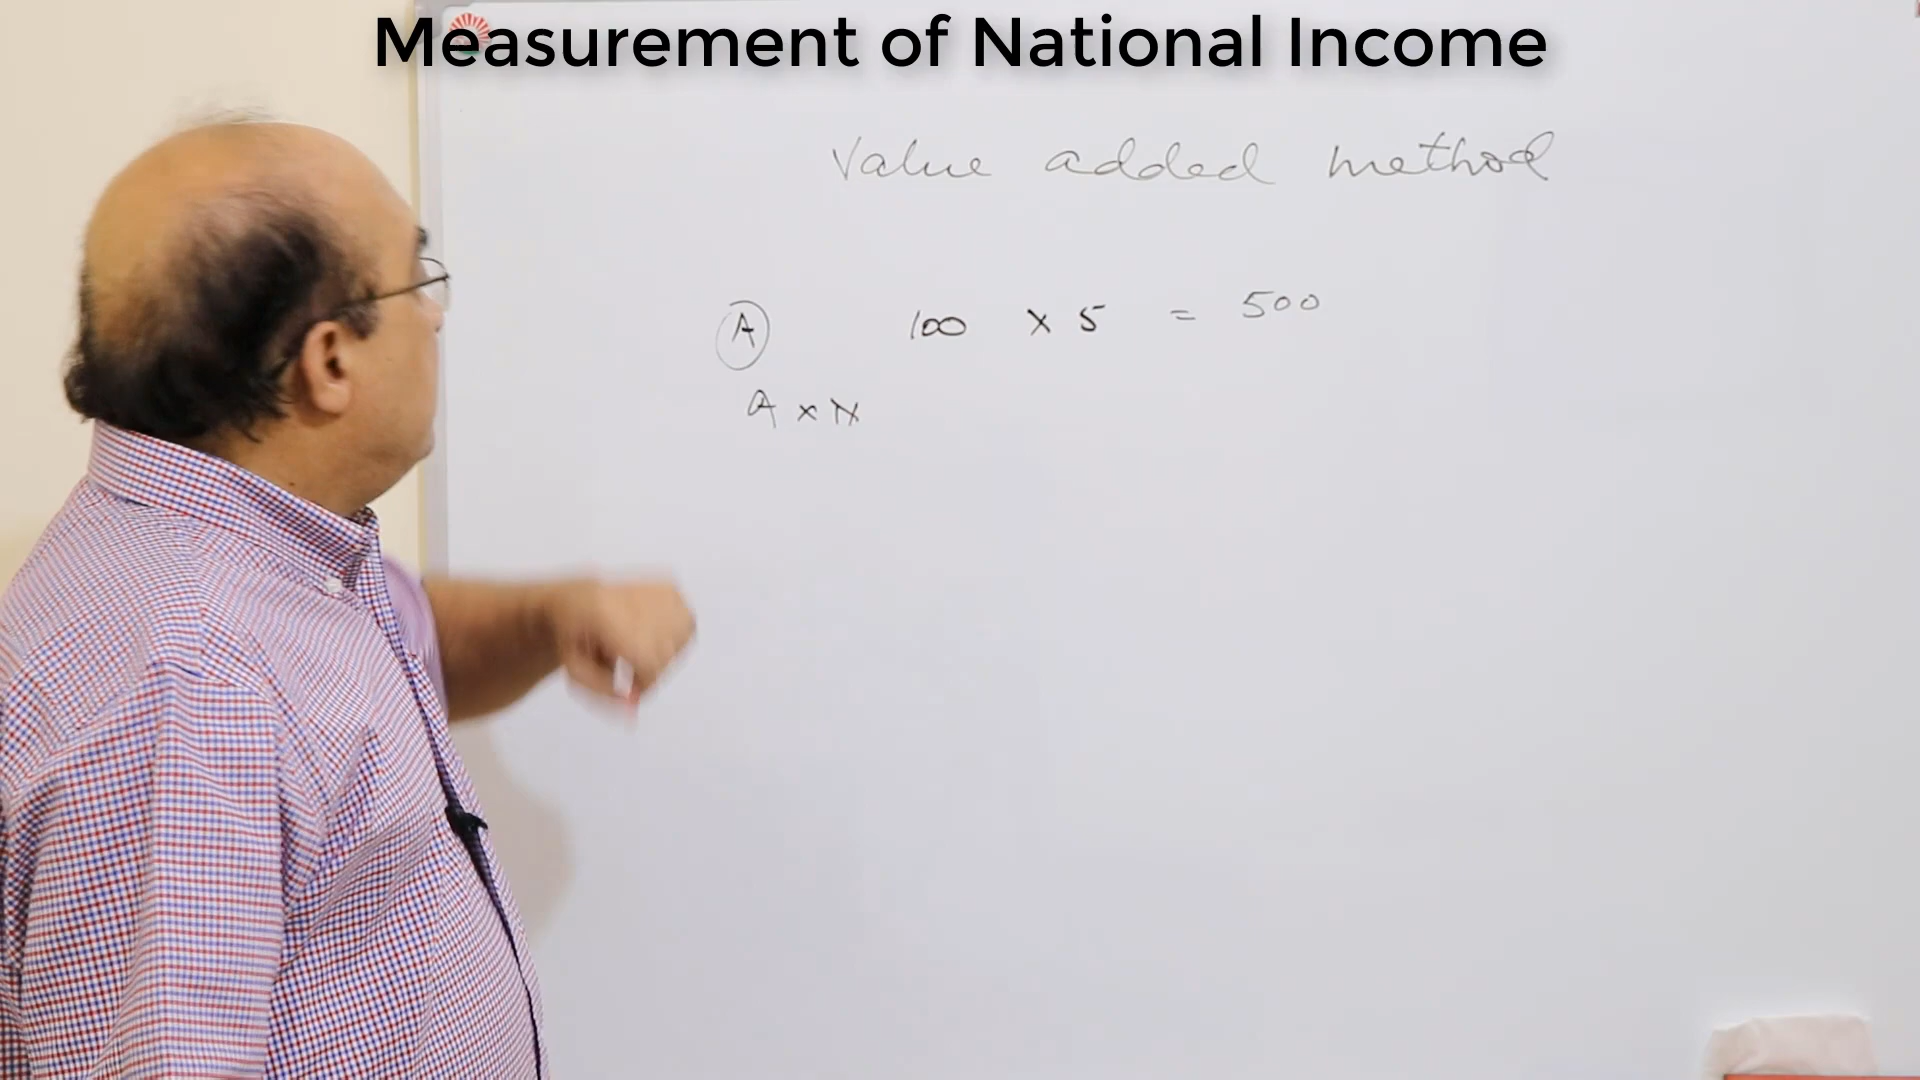 Measurement of National Income
Value added method
A 100 x 5 = 500
A x N